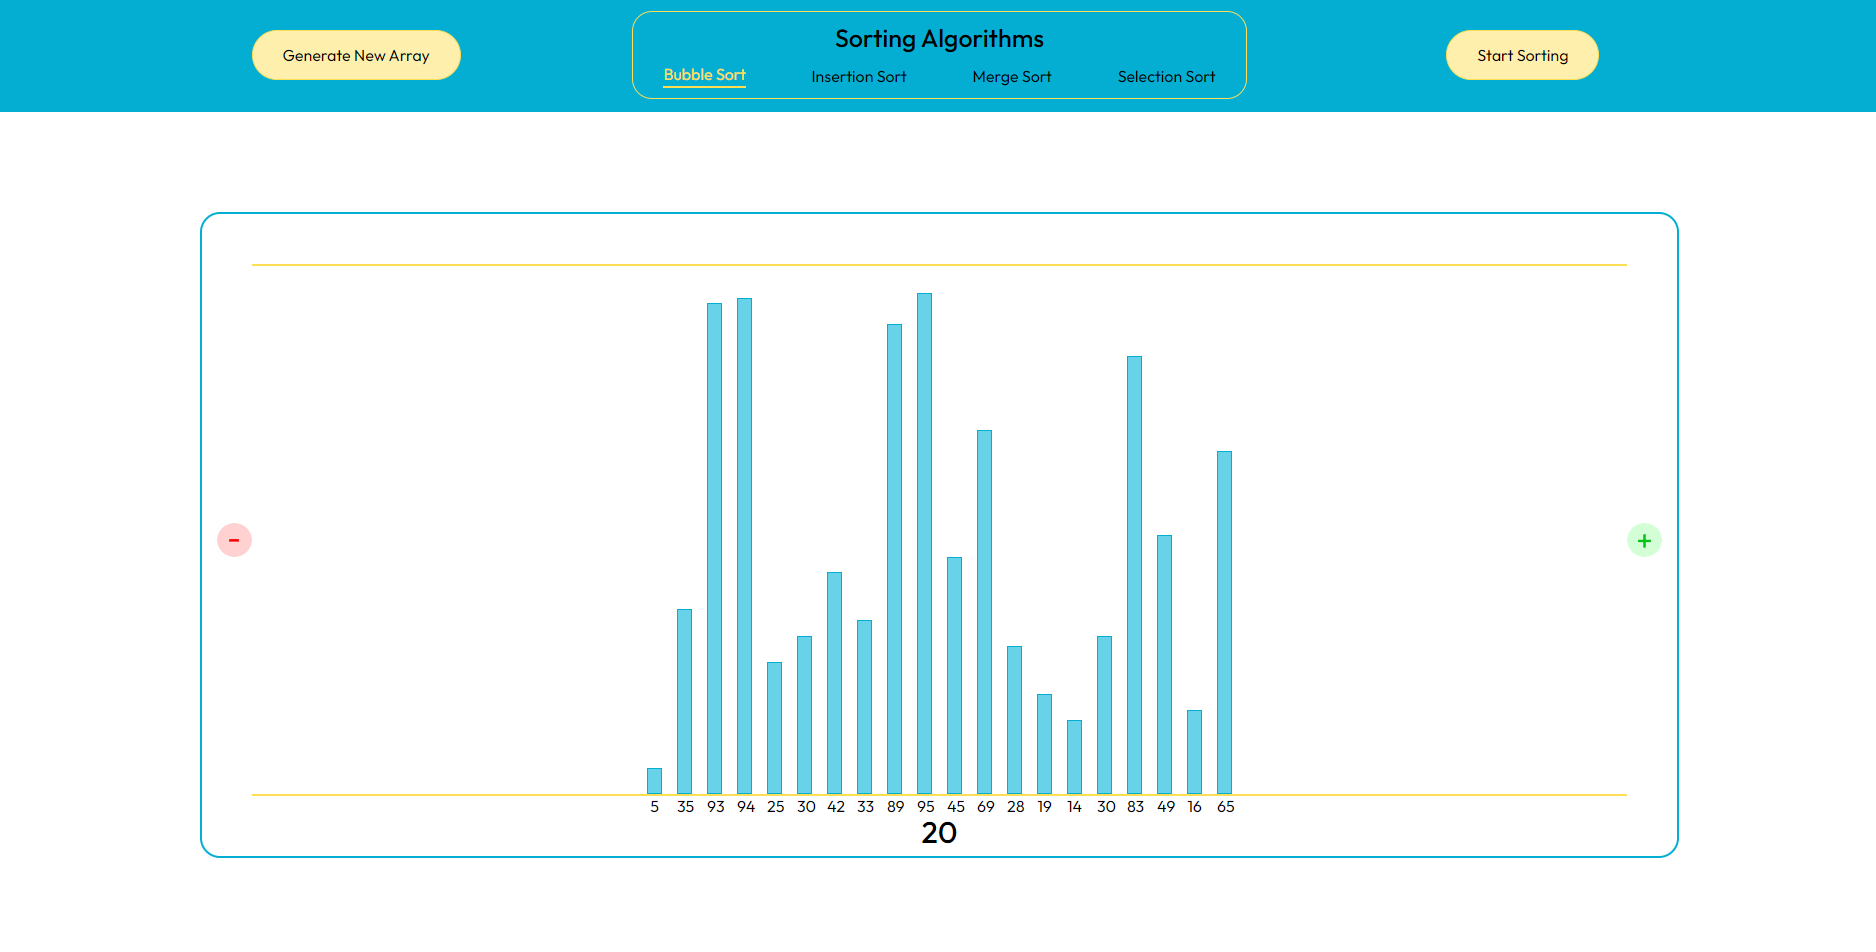 Generate New Array
Sorting Algorithms
Bubble Sort Insertion Sort Merge Sort Selection Sort
Start Sorting
-
+
5 35 93 94 25 30 42 33 89 95 45 69 28 19 14 30 83 49 16 65
20